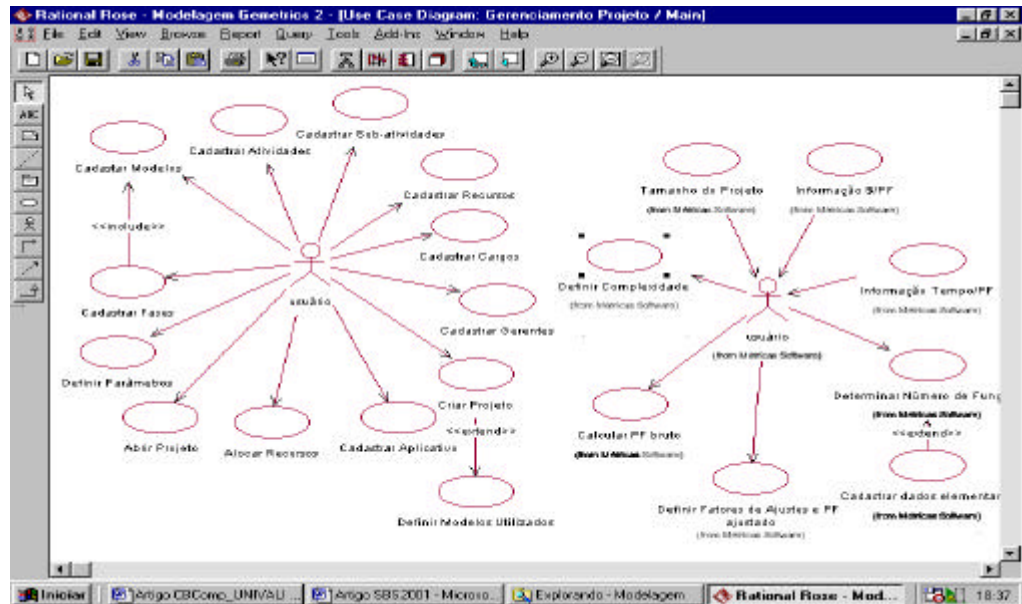 Rational Rose - Modelagem Gemetrios 2 - [Use Case Diagram: Gerenciamento Projeto / Main]
File Edit View Browse Report Query Tools Add-Ins Window Help
ABC
Cadastrar Sub-atividades
Cadastrar Atividades
Cadastar Modelos
Cadastrar Recursos
<<include>>
Cadastrar Cargos
usuário
Cadastrar Fases
Cadastrar Gerentes
Definir Parâmetros
Criar Projeto
Abrir Projeto
Alocar Recursos
Cadastrar Aplicativo
<<extend>>
Definir Modelos Utilizados
Tamanho do Projeto
(from Métricas Software)
Informação $/PF
(from Métricas Software)
Definir Complexidade
(from Métricas Software)
Informação Tempo/PF
(from Métricas Software)
usuário
(from Métricas Software)
Determinar Número de Funç
(from Métricas Software)
Calcular PF bruto
(from Métricas Software)
<<extend>>
Cadastrar dados elementar
(from Métricas Software)
Definir Fatores de Ajustes e PF
ajustado
(from Métricas Software)
Iniciar
Artigo CBComp_UNIVALI ...
Artigo SBS2001 - Microso...
Explorando - Modelagem
Rational Rose - Mod...
18:37